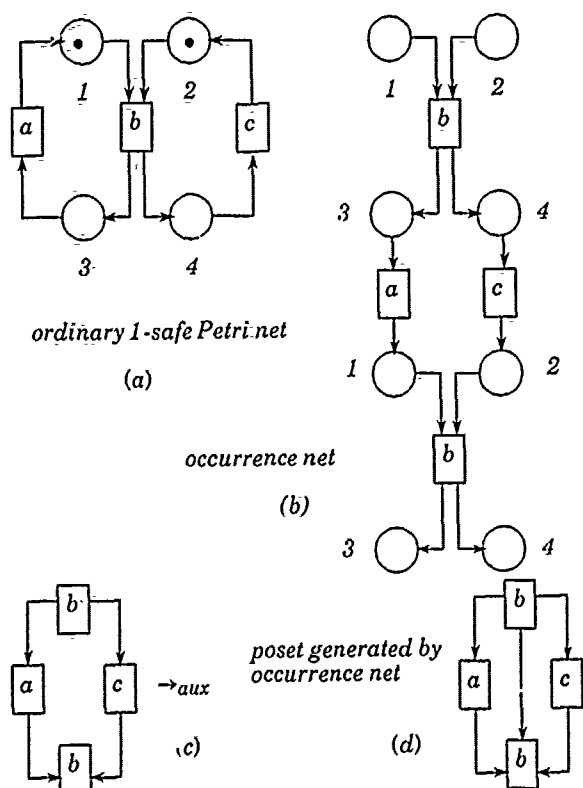 1
2
a
b
c
3
4
ordinary 1-safe Petri net
(a)
1
2
b
3
4
a
c
1
2
b
3
4
occurrence net
(b)
b
a
c
b
→aux
(c)
poset generated by
occurrence net
b
a
c
b
(d)